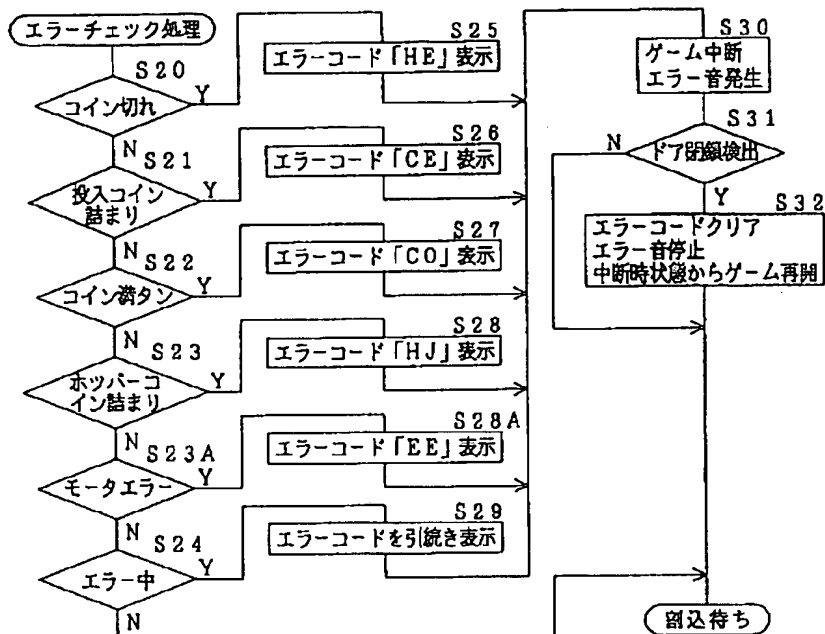 エラーチェック処理
S20
コイン切れ
Y
N
S25
エラーコード「HE」表示
S21
投入コイン
詰まり
Y
N
S26
エラーコード「CE」表示
S22
コイン満タン
Y
N
S27
エラーコード「CO」表示
S23
ホッパーコ
イン詰まり
Y
N
S28
エラーコード「HJ」表示
S23A
モータエラー
Y
N
S28A
エラーコード「EE」表示
S24
エラー中
Y
N
S29
エラーコードを引続き表示
S30
ゲーム中断
エラー音発生
S31
ドア閉鎖検出
N
Y
S32
エラーコードクリア
エラー音停止
中断時状態からゲーム再開
割込待ち